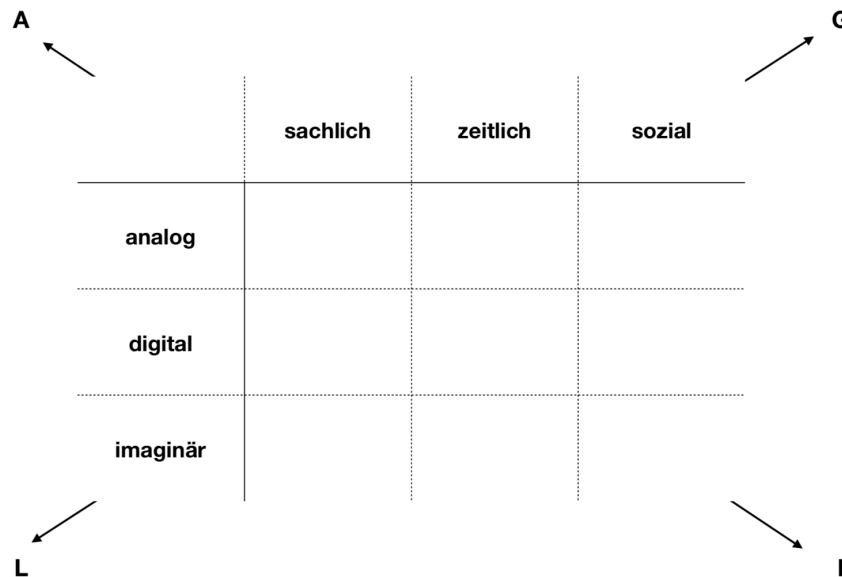 A
sachlich zeitlich sozial
analog
digital
imaginär
L